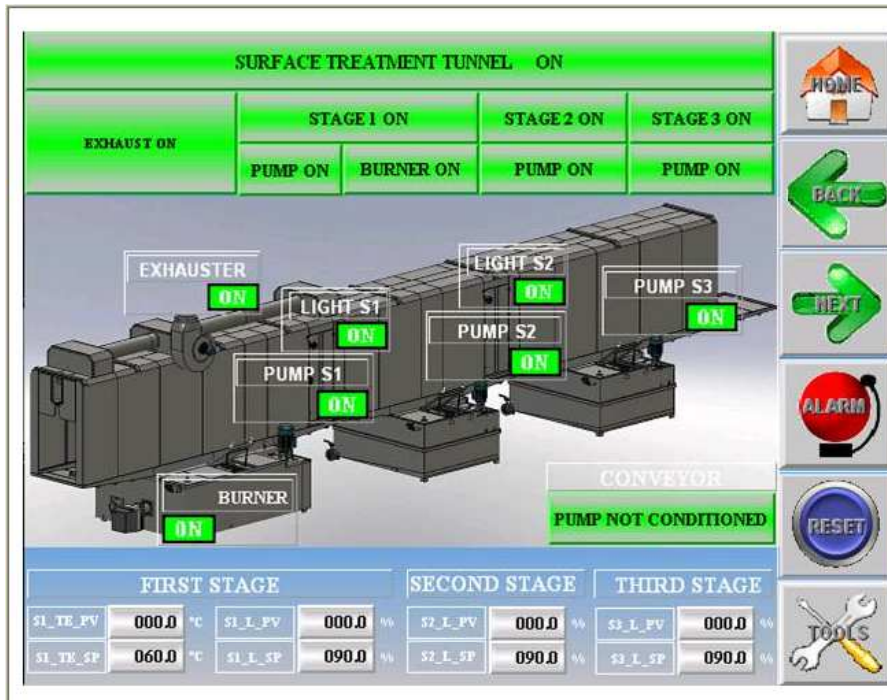 SURFACE TREATMENT TUNNEL ON
EXHAUST ON
STAGE 1 ON
STAGE 2 ON
STAGE 3 ON
PUMP ON
BURNER ON
PUMP ON
PUMP ON
HOME
BACK
NEXT
ALARM
RESET
TOOLS
EXHAUSTER
ON
LIGHT S1
ON
LIGHT S2
ON
PUMP S3
ON
PUMP S1
ON
PUMP S2
ON
BURNER
ON
CONVEYOR
PUMP NOT CONDITIONED
FIRST STAGE
SECOND STAGE
THIRD STAGE
S1_TE_PV 000.0 °C S1_L_PV 000.0 % S2_L_PV 000.0 % S3_L_PV 000.0 %
S1_TE_SP 060.0 °C S1_L_SP 090.0 % S2_L_SP 090.0 % S3_L_SP 090.0 %